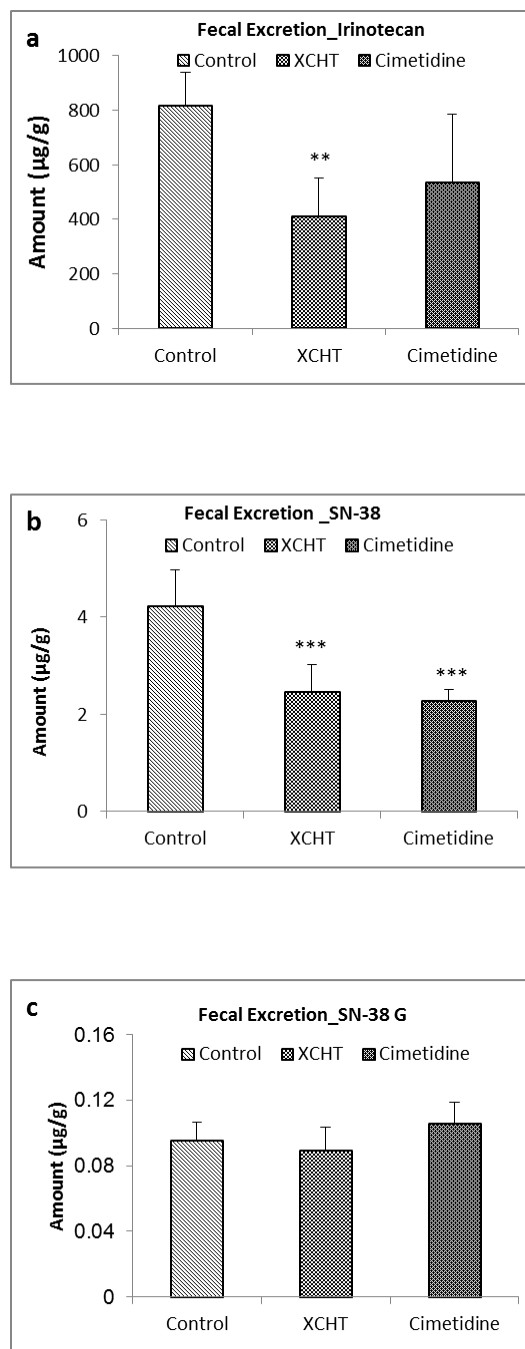 a
Fecal Excretion_Irinotecan
Control XCHT Cimetidine
Amount (µg/g)
1000
800
600
400
200
0
**
Control XCHT Cimetidine
b
Fecal Excretion _SN-38
Control XCHT Cimetidine
Amount (µg/g)
6
4
2
0
***
***
Control XCHT Cimetidine
c
Fecal Excretion_SN-38 G
Control XCHT Cimetidine
Amount (µg/g)
0.16
0.12
0.08
0.04
0
Control XCHT Cimetidine